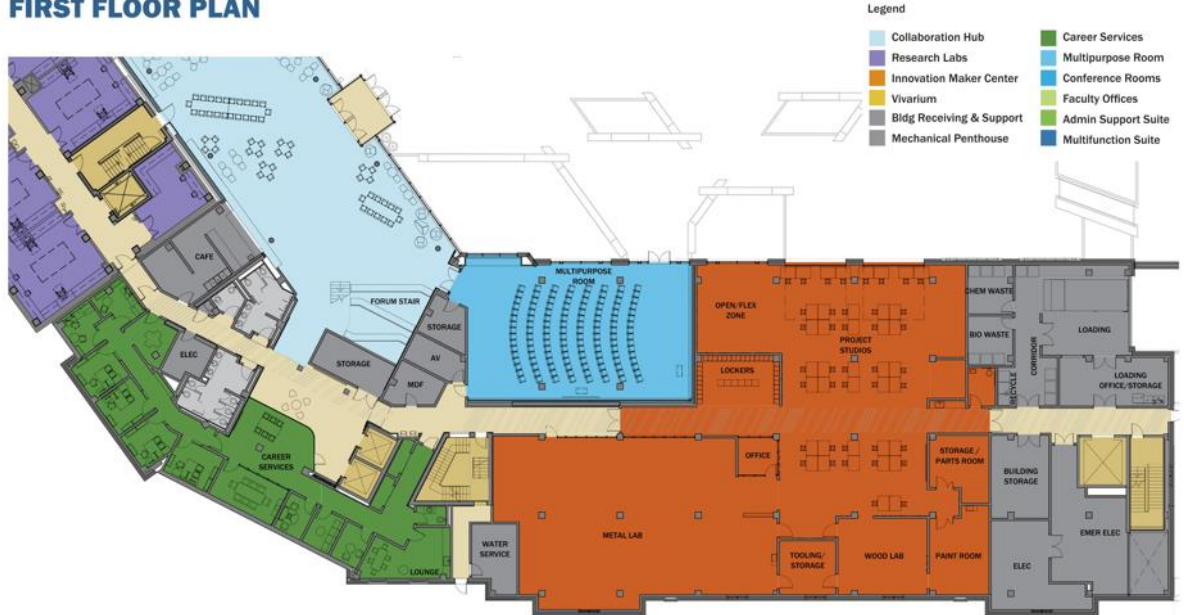 FIRST FLOOR PLAN
Legend
Collaboration Hub
Research Labs
Innovation Maker Center
Vivarium
Bldg Receiving & Support
Mechanical Penthouse
Career Services
Multipurpose Room
Conference Rooms
Faculty Offices
Admin Support Suite
Multifunction Suite
CAFE
FORUM STAIR
STORAGE
AV
MDF
STORAGE
ELEC
MULTIPURPOSE
ROOM
OPEN/FLEX
ZONE
PROJECT
STUDIOS
LOCKERS
CHEM WASTE
BIO WASTE
RECYCLE
CORRIDOR
LOADING
LOADING
OFFICE/STORAGE
CAREER
SERVICES
LOUNGE
WATER
SERVICE
METAL LAB
OFFICE
STORAGE /
PARTS ROOM
TOOLING/
STORAGE
WOOD LAB
PAINT ROOM
BUILDING
STORAGE
EMER ELEC
ELEC